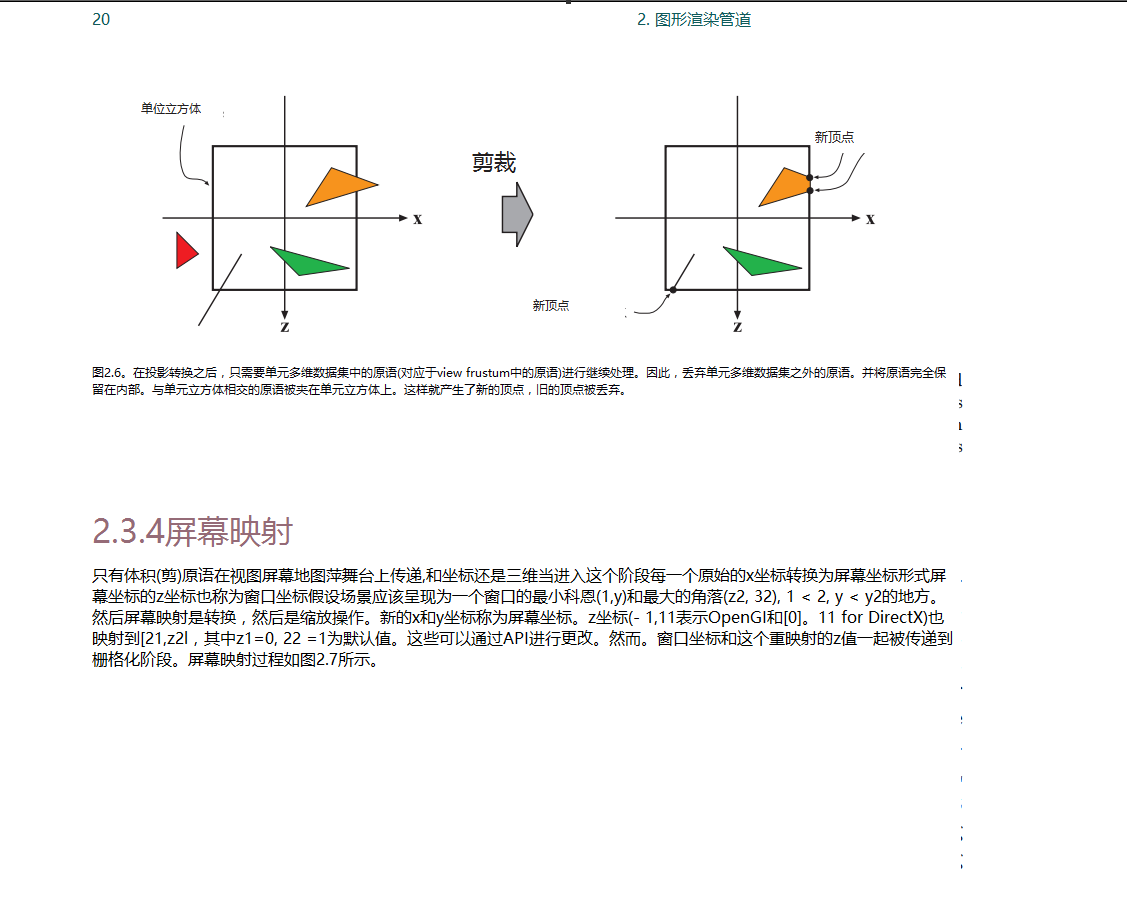 20
2. 图形渲染管道
单位立方体
剪裁
新顶点
x
x
新顶点
z
z
图2.6。在投影转换之后，只需要单元多维数据集中的原语(对应于view frustum中的原语)进行继续处理。因此，丢弃单元多维数据集之外的原语。并将原语完全保
留在内部。与单元立方体相交的原语被夹在单元立方体上。这样就产生了新的顶点，旧的顶点被丢弃。
2.3.4屏幕映射
只有体积(剪)原语在视图屏幕地图萍舞台上传递,和坐标还是三维当进入这个阶段每一个原始的x坐标转换为屏幕坐标形式屏
幕坐标的z坐标也称为窗口坐标假设场景应该呈现为一个窗口的最小科恩(1,y)和最大的角落(z2, 32), 1 < 2, y < y2的地方。
然后屏幕映射是转换，然后是缩放操作。新的x和y坐标称为屏幕坐标。z坐标(- 1,11表示OpenGl和[0]。11 for DirectX)也
映射到[21,z2l，其中z1=0, 22 =1为默认值。这些可以通过API进行更改。然而。窗口坐标和这个重映射的z值一起被传递到
栅格化阶段。屏幕映射过程如图2.7所示。